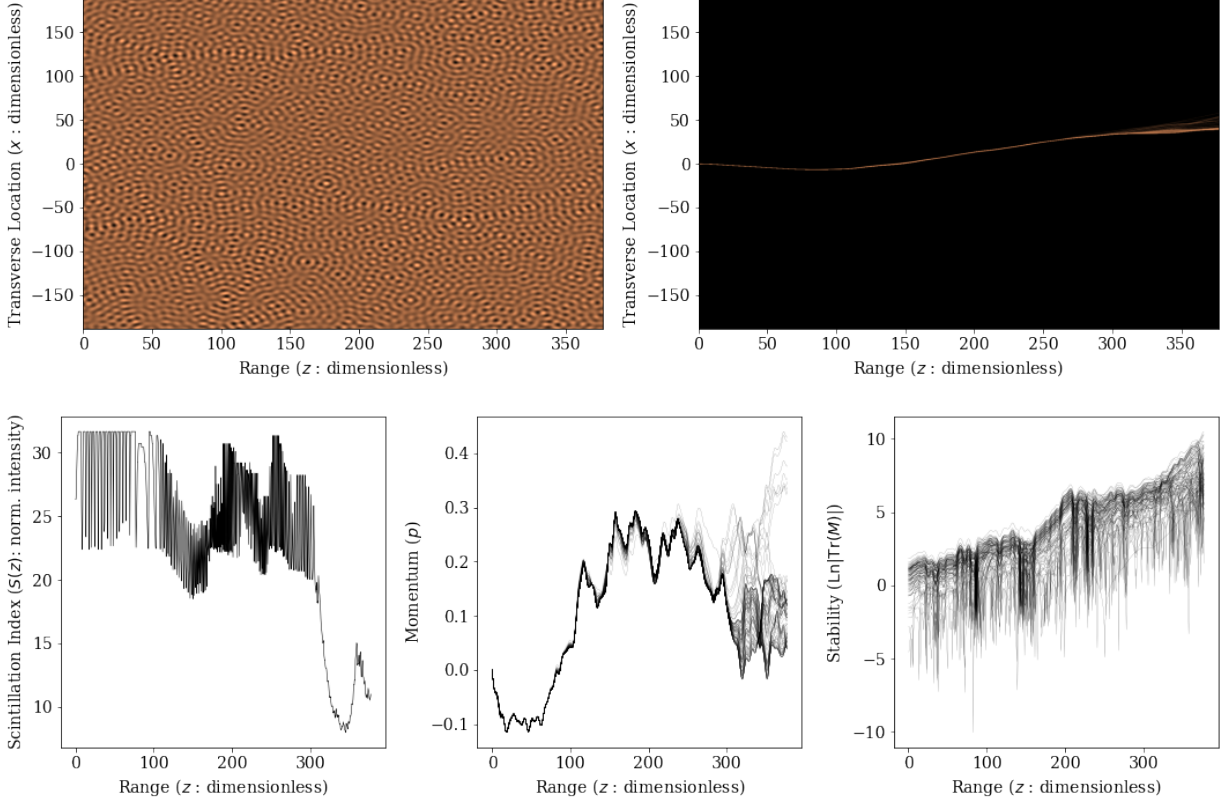 150
100
50
0
−50
−100
−150
Transverse Location (x : dimensionless)
0 50 100 150 200 250 300 350
Range (z : dimensionless)
150
100
50
0
−50
−100
−150
Transverse Location (x : dimensionless)
0 50 100 150 200 250 300 350
Range (z : dimensionless)
30
25
20
15
10
Scintillation Index (S(z): norm. intensity)
0 100 200 300
Range (z : dimensionless)
0.4
0.3
0.2
0.1
0.0
−0.1
Momentum (p)
0 100 200 300
Range (z : dimensionless)
10
5
0
−5
−10
Stability (Ln|Tr(M)|)
0 100 200 300
Range (z : dimensionless)